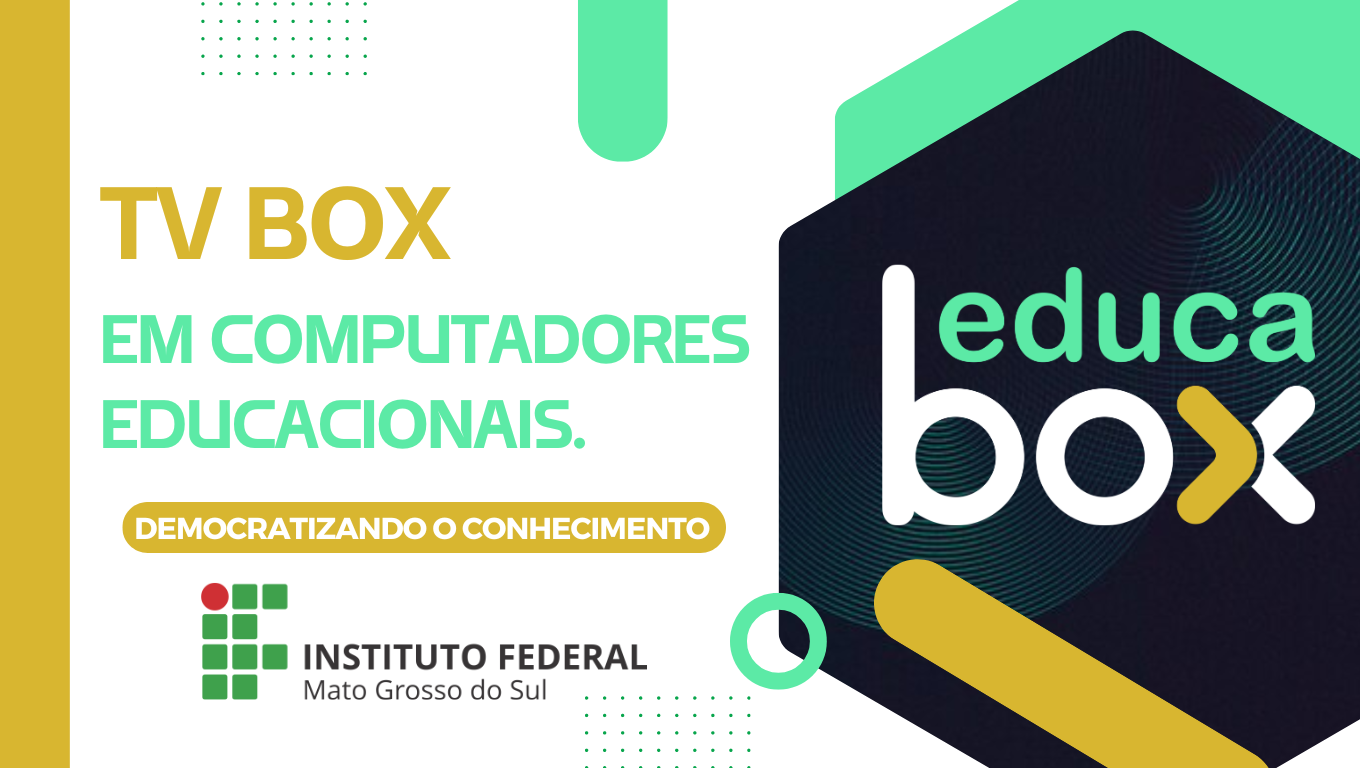 TV BOX
EM COMPUTADORES
EDUCACIONAIS.
DEMOCRATIZANDO O CONHECIMENTO
INSTITUTO FEDERAL
Mato Grosso do Sul
educa
box